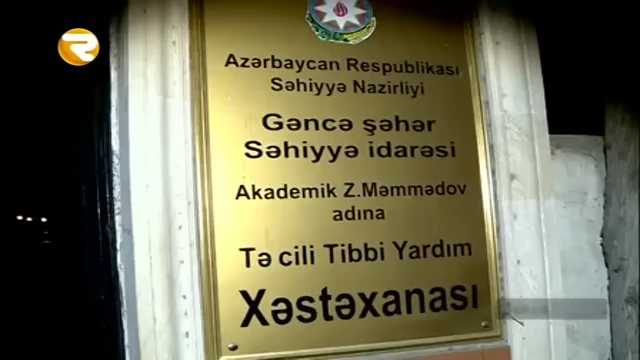 Azərbaycan Respublikası
Səhiyyə Nazirliyi
Gəncə şəhər
Səhiyyə idarəsi
Akademik Z.Məmmədov
adına
Tə cili Tibbi Yardım
Xəstəxanası